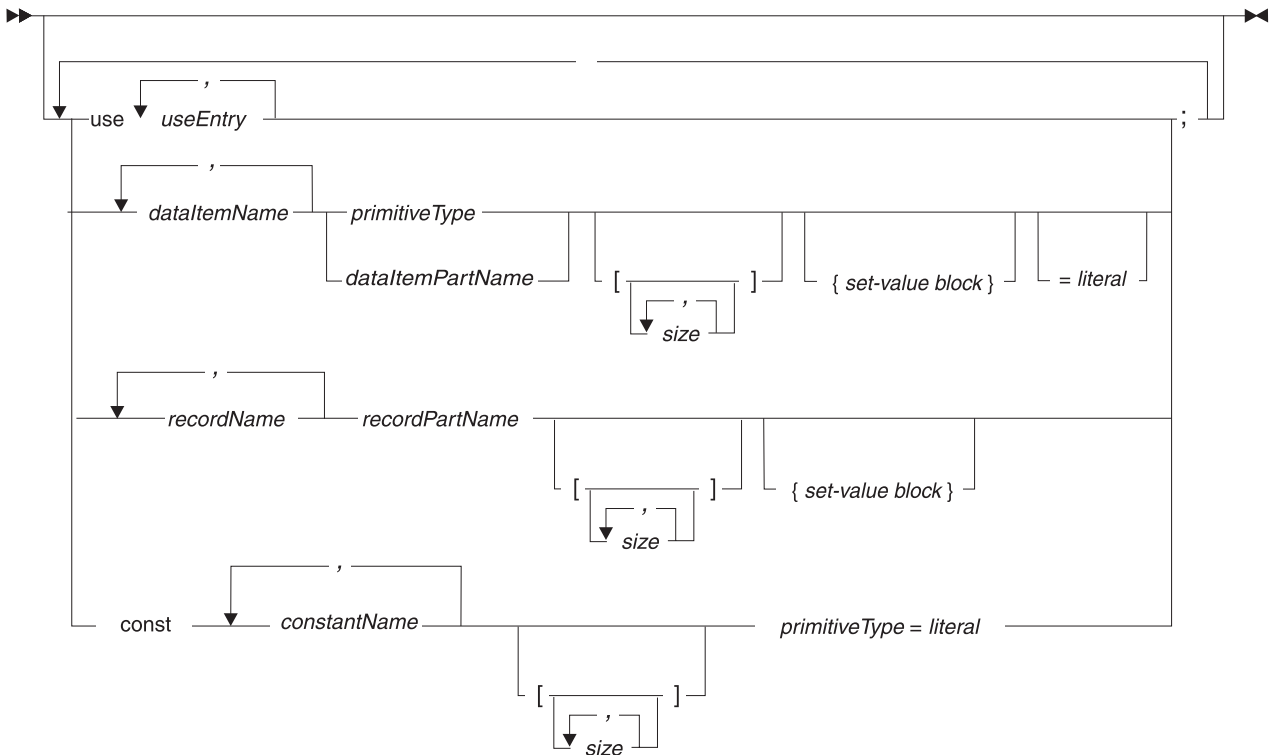 ,
use useEntry ;
,
dataItemName primitiveType
dataItemPartName [ ] { set-value block } = literal
,
size
,
recordName recordPartName
[ ] { set-value block }
,
size
,
const constantName primitiveType = literal
[ ]
,
size